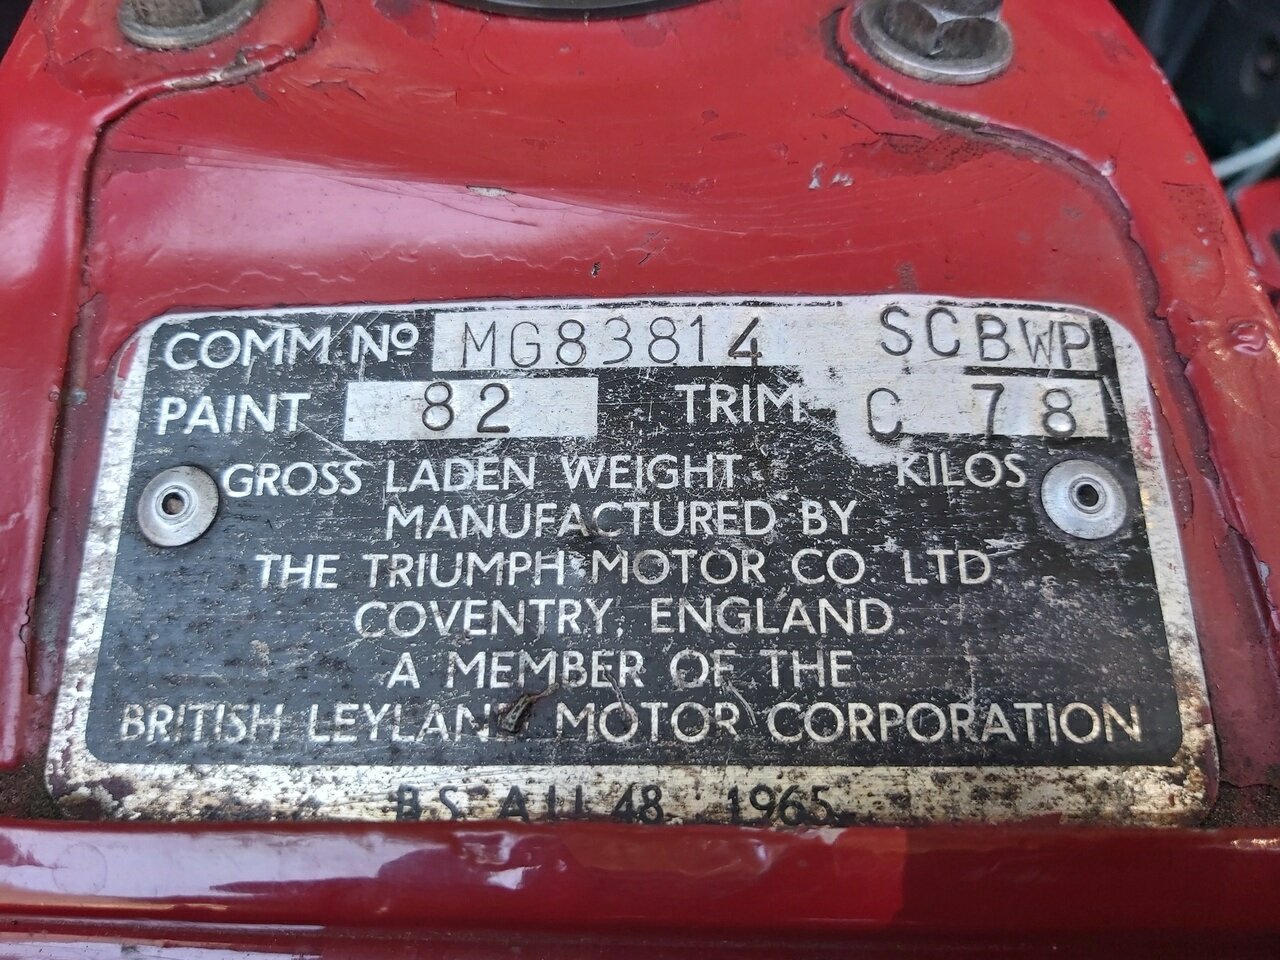 COMM. Nº MG83814 SCBWP
PAINT 82 TRIM C 78
GROSS LADEN WEIGHT KILOS
MANUFACTURED BY
THE TRIUMPH MOTOR CO. LTD
COVENTRY, ENGLAND.
A MEMBER OF THE
BRITISH LEYLAND MOTOR CORPORATION
B.S. AU 48 1965